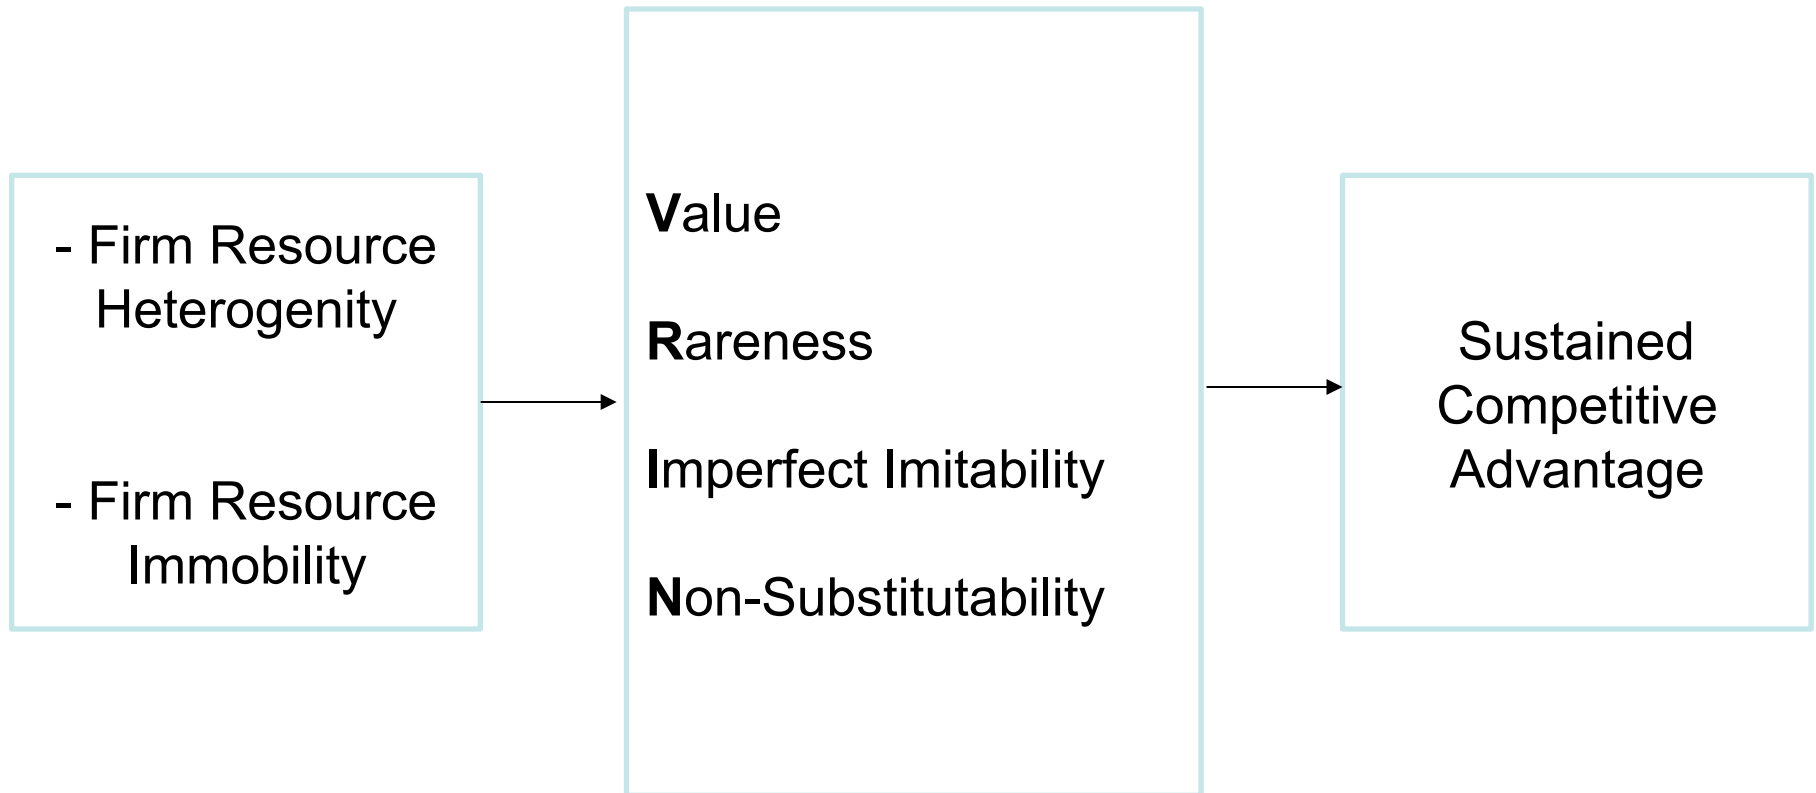 - Firm Resource
Heterogenity
- Firm Resource
Immobility
Value
Rareness
Imperfect Imitability
Non-Substitutability
Sustained
Competitive
Advantage